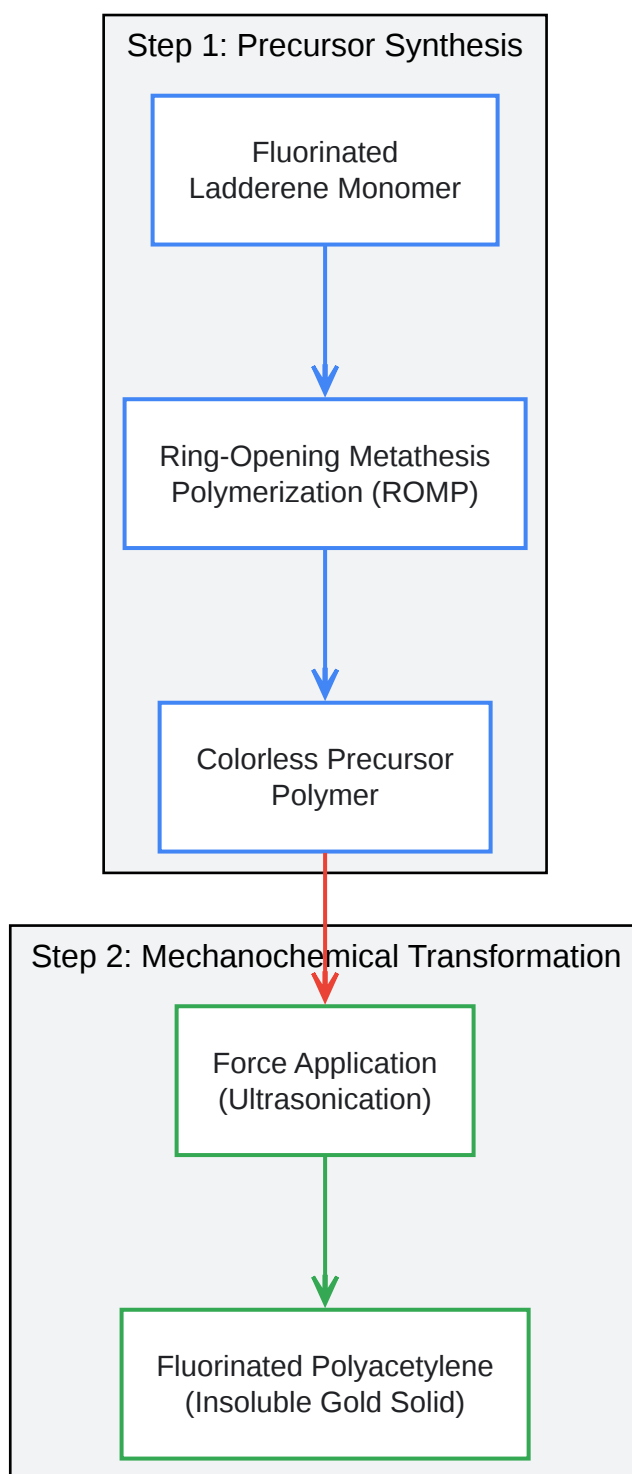 Step 1: Precursor Synthesis
Fluorinated
Ladderene Monomer
Ring-Opening Metathesis
Polymerization (ROMP)
Colorless Precursor
Polymer
Step 2: Mechanochemical Transformation
Force Application
(Ultrasonication)
Fluorinated Polyacetylene
(Insoluble Gold Solid)